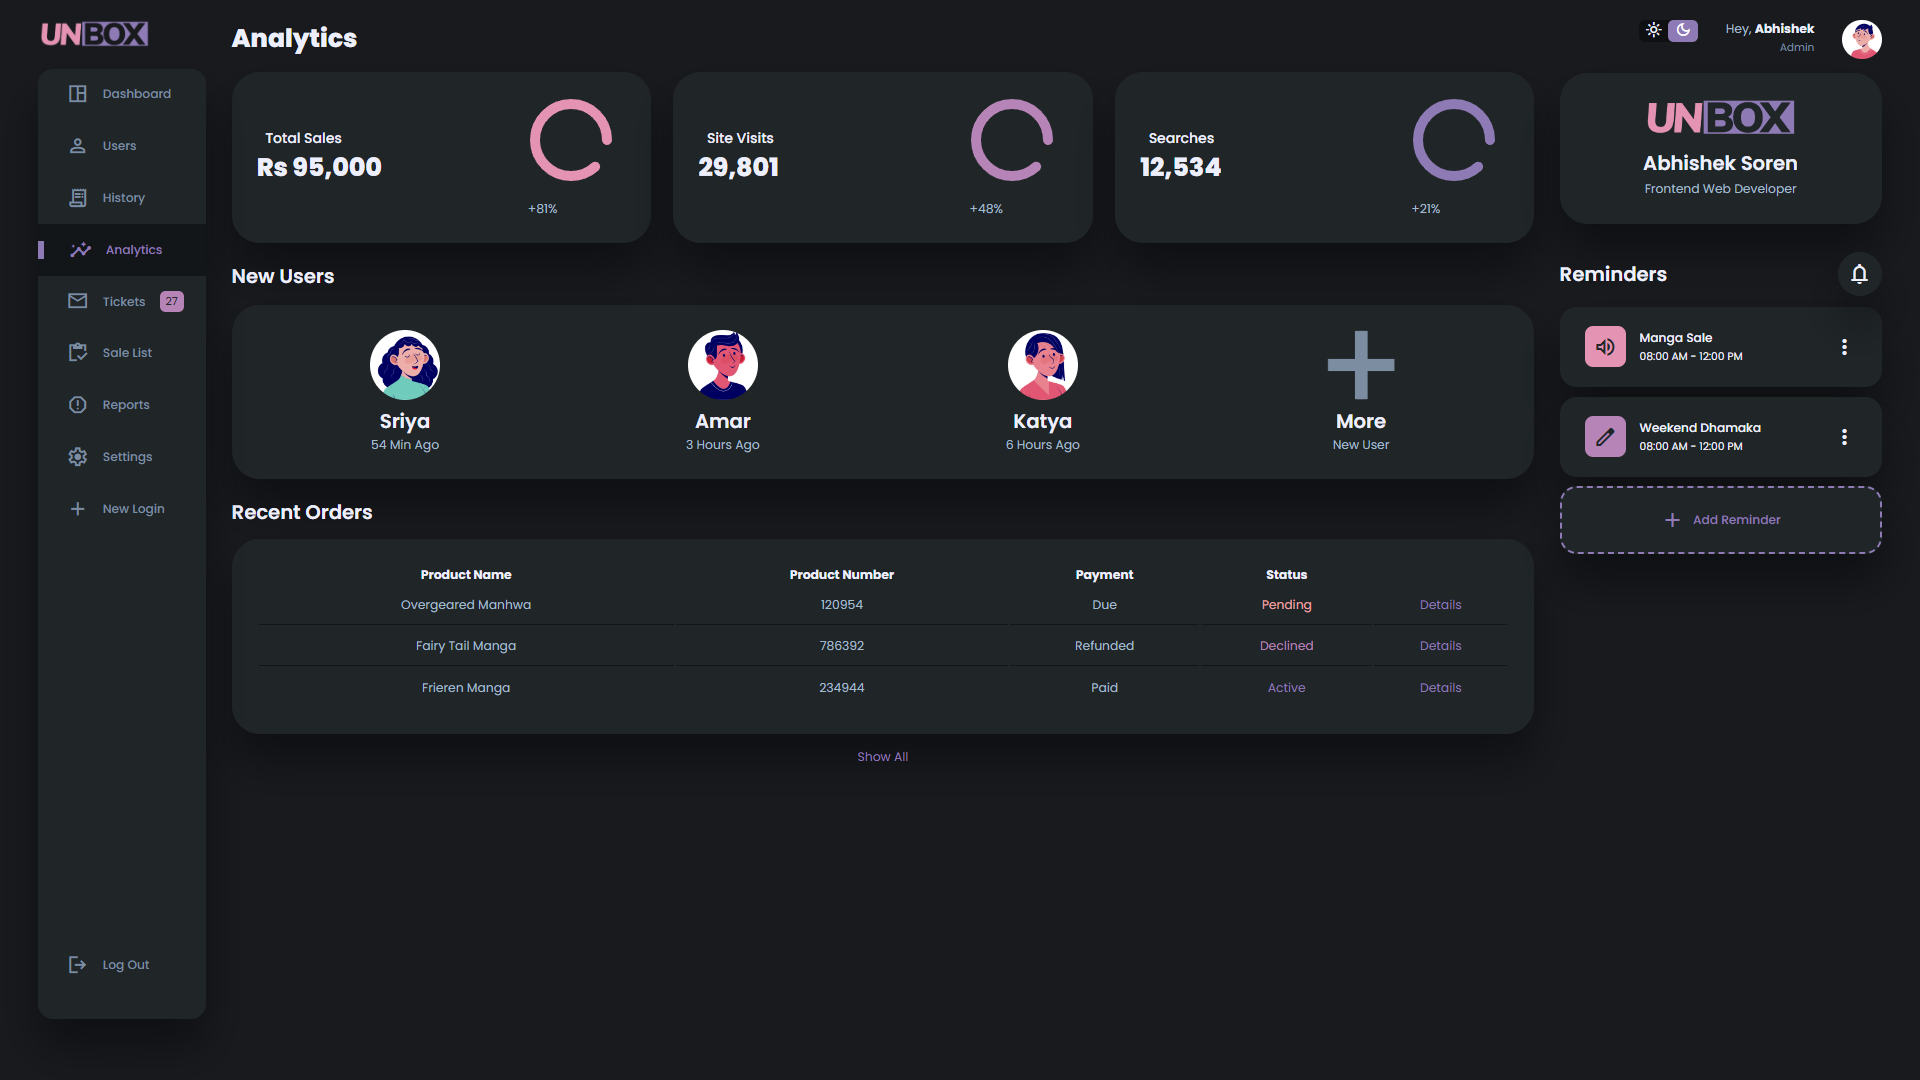 UNBOX
Dashboard
Users
History
Analytics
Tickets 27
Sale List
Reports
Settings
New Login
Log Out
Analytics
Total Sales
Rs 95,000
+81%
Site Visits
29,801
+48%
Searches
12,534
+21%
New Users
Sriya
54 Min Ago
Amar
3 Hours Ago
Katya
6 Hours Ago
More
New User
Recent Orders
Product Name Product Number Payment Status
Overgeared Manhwa 120954 Due Pending Details
Fairy Tail Manga 786392 Refunded Declined Details
Frieren Manga 234944 Paid Active Details
Show All
Hey, Abhishek
Admin
UNBOX
Abhishek Soren
Frontend Web Developer
Reminders
Manga Sale
08:00 AM - 12:00 PM
Weekend Dhamaka
08:00 AM - 12:00 PM
Add Reminder